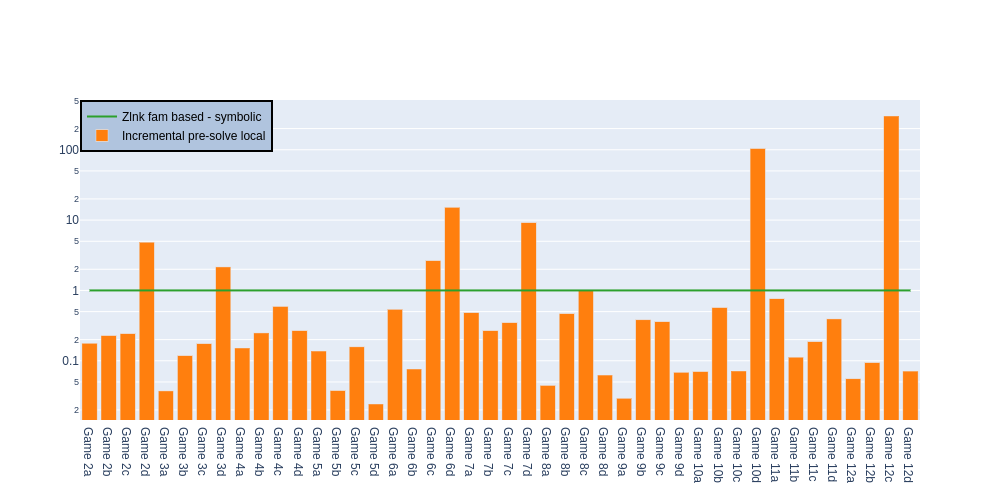 Zlnk fam based - symbolic
Incremental pre-solve local
5
2
100
5
2
10
5
2
1
5
2
0.1
5
2
Game 2a
Game 2b
Game 2c
Game 2d
Game 3a
Game 3b
Game 3c
Game 3d
Game 4a
Game 4b
Game 4c
Game 4d
Game 5a
Game 5b
Game 5c
Game 5d
Game 6a
Game 6b
Game 6c
Game 6d
Game 7a
Game 7b
Game 7c
Game 7d
Game 8a
Game 8b
Game 8c
Game 8d
Game 9a
Game 9b
Game 9c
Game 9d
Game 10a
Game 10b
Game 10c
Game 10d
Game 11a
Game 11b
Game 11c
Game 11d
Game 12a
Game 12b
Game 12c
Game 12d